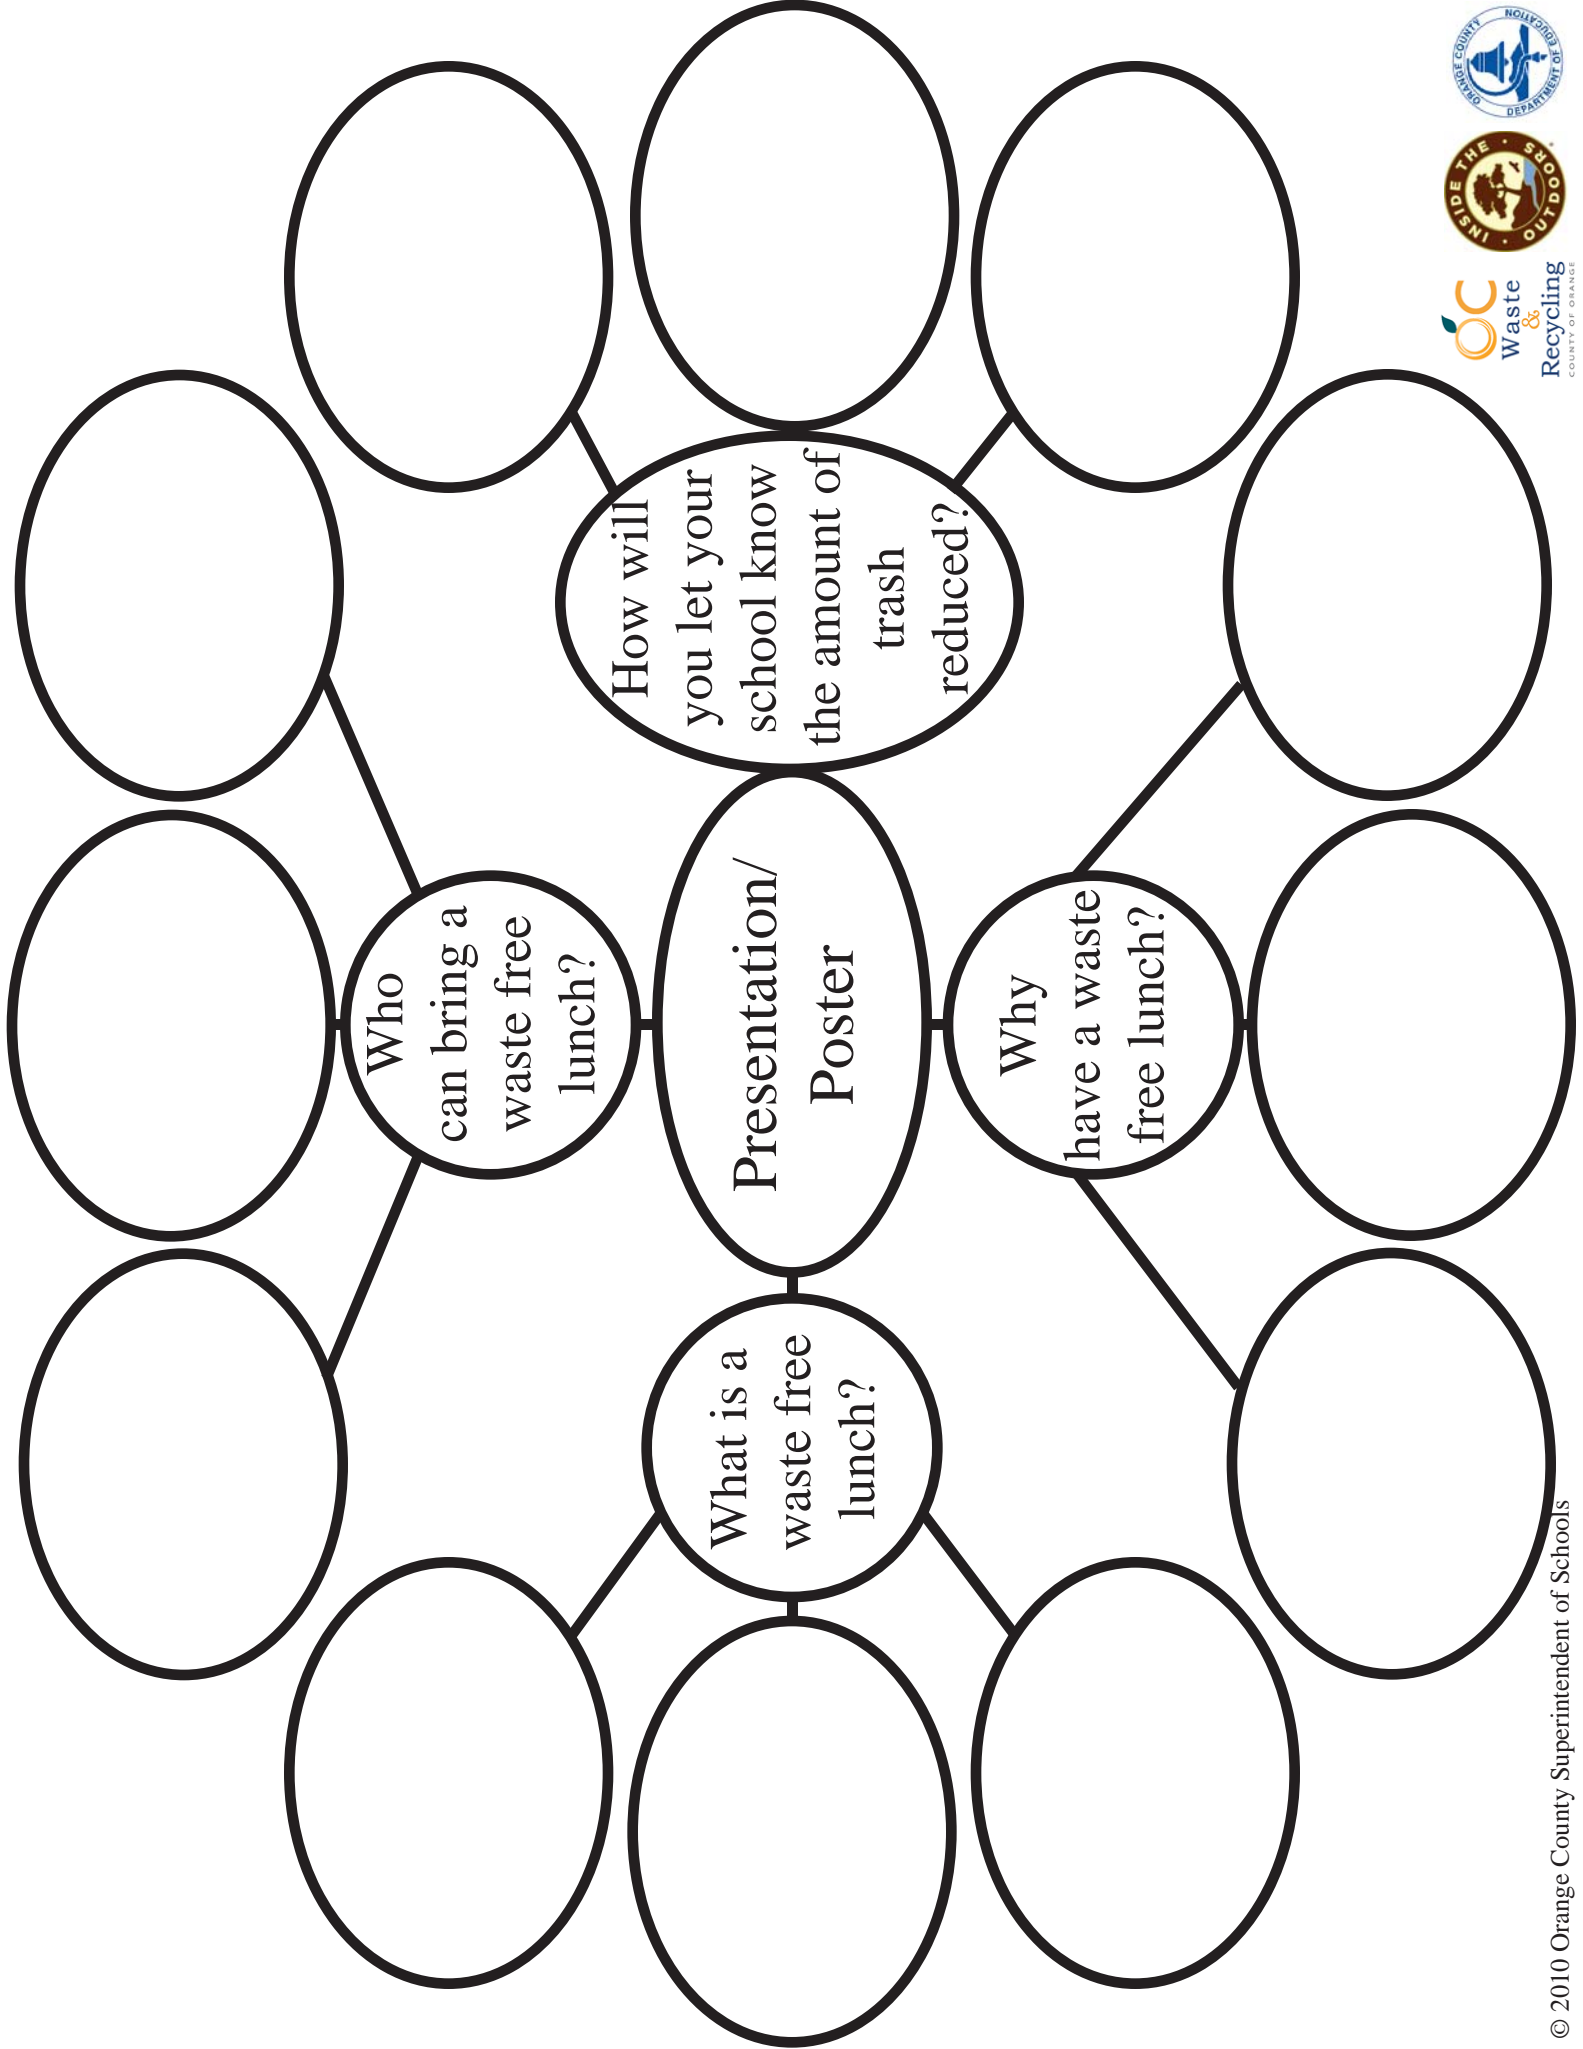 Who
can bring a
waste free
lunch?
What is a
waste free
lunch?
Presentation/
Poster
How will
you let your
school know
the amount of
trash
reduced?
Why
have a waste
free lunch?
© 2010 Orange County Superintendent of Schools
OC
Waste
&
Recycling
COUNTY OF ORANGE
INSIDE THE
OUTDOORS
ORANGE COUNTY
DEPARTMENT OF EDUCATION